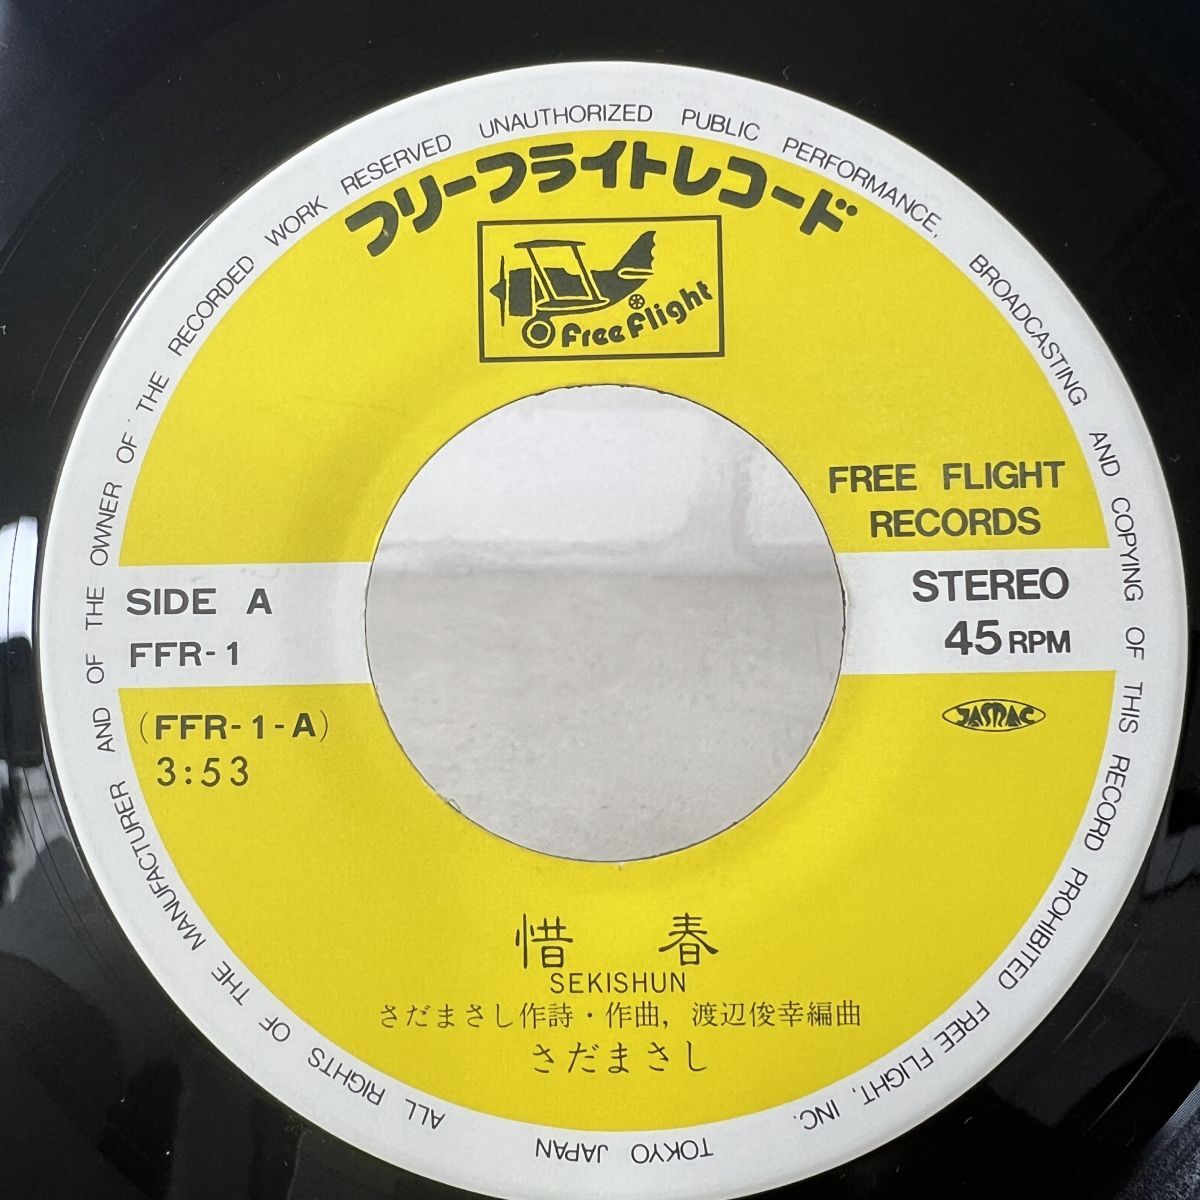 ALL RIGHTS OF THE MANUFACTURER AND OF THE OWNER OF THE RECORDED WORK RESERVED UNAUTHORIZED PUBLIC PERFORMANCE, BROADCASTING AND COPYING OF THIS RECORD PROHIBITED FREE FLIGHT, INC. TOKYO JAPAN
フリーフライトレコード
Free Flight
FREE FLIGHT
RECORDS
SIDE A
FFR-1
STEREO
45 RPM
(FFR-1-A)
3:53
JASRAC
惜春
SEKISHUN
さだまさし作詩・作曲, 渡辺俊幸編曲
さだまさし